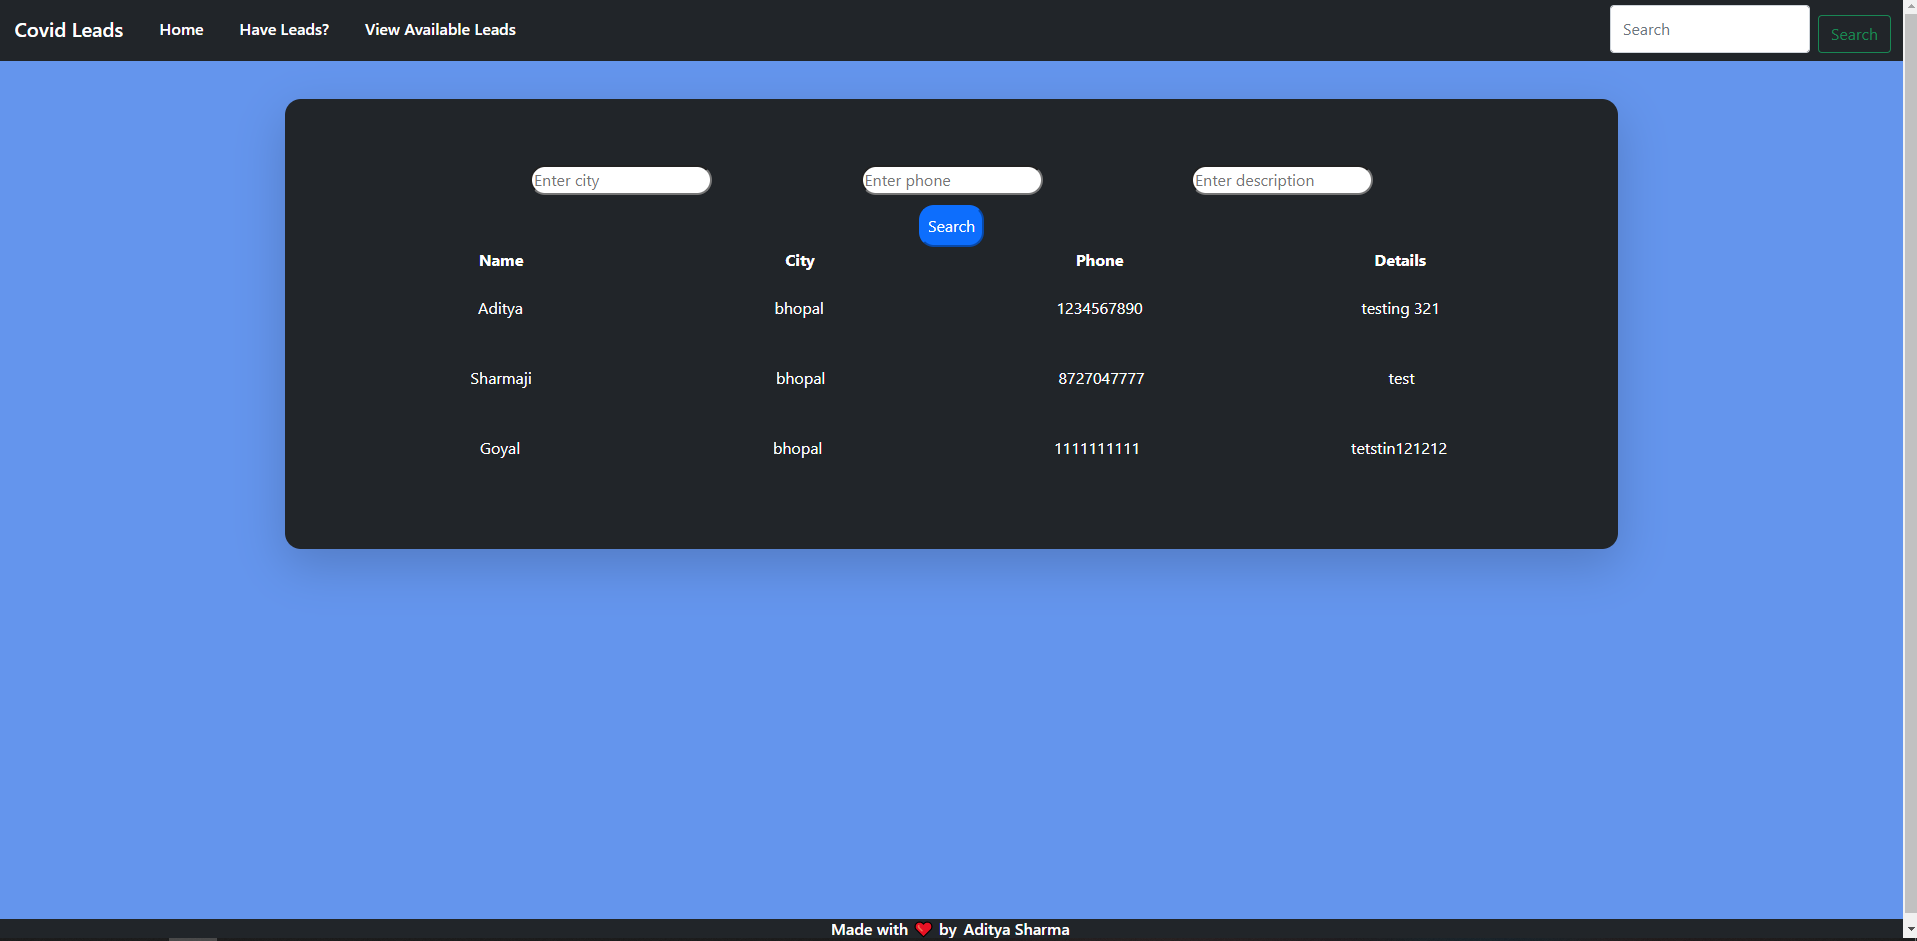 Covid Leads Home Have Leads? View Available Leads Search Search
Enter city Enter phone Enter description
Search
Name City Phone Details
Aditya bhopal 1234567890 testing 321
Sharmaji bhopal 8727047777 test
Goyal bhopal 1111111111 tetstin121212
Made with ❤️ by Aditya Sharma